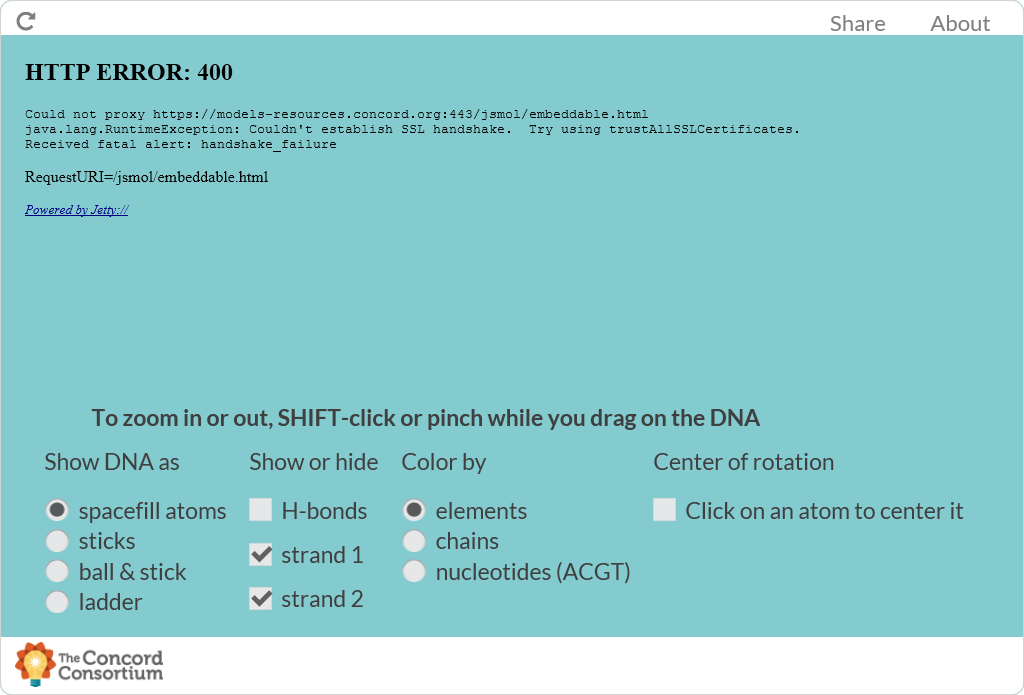 Share About
HTTP ERROR: 400
Could not proxy https://models-resources.concord.org:443/jsmol/embeddable.html
java.lang.RuntimeException: Couldn't establish SSL handshake.  Try using trustAllSSLCertificates.
Received fatal alert: handshake_failure
RequestURI=/jsmol/embeddable.html
Powered by Jetty://
To zoom in or out, SHIFT-click or pinch while you drag on the DNA
Show DNA as
spacefill atoms
sticks
ball & stick
ladder
Show or hide
H-bonds
strand 1
strand 2
Color by
elements
chains
nucleotides (ACGT)
Center of rotation
Click on an atom to center it
The Concord
Consortium